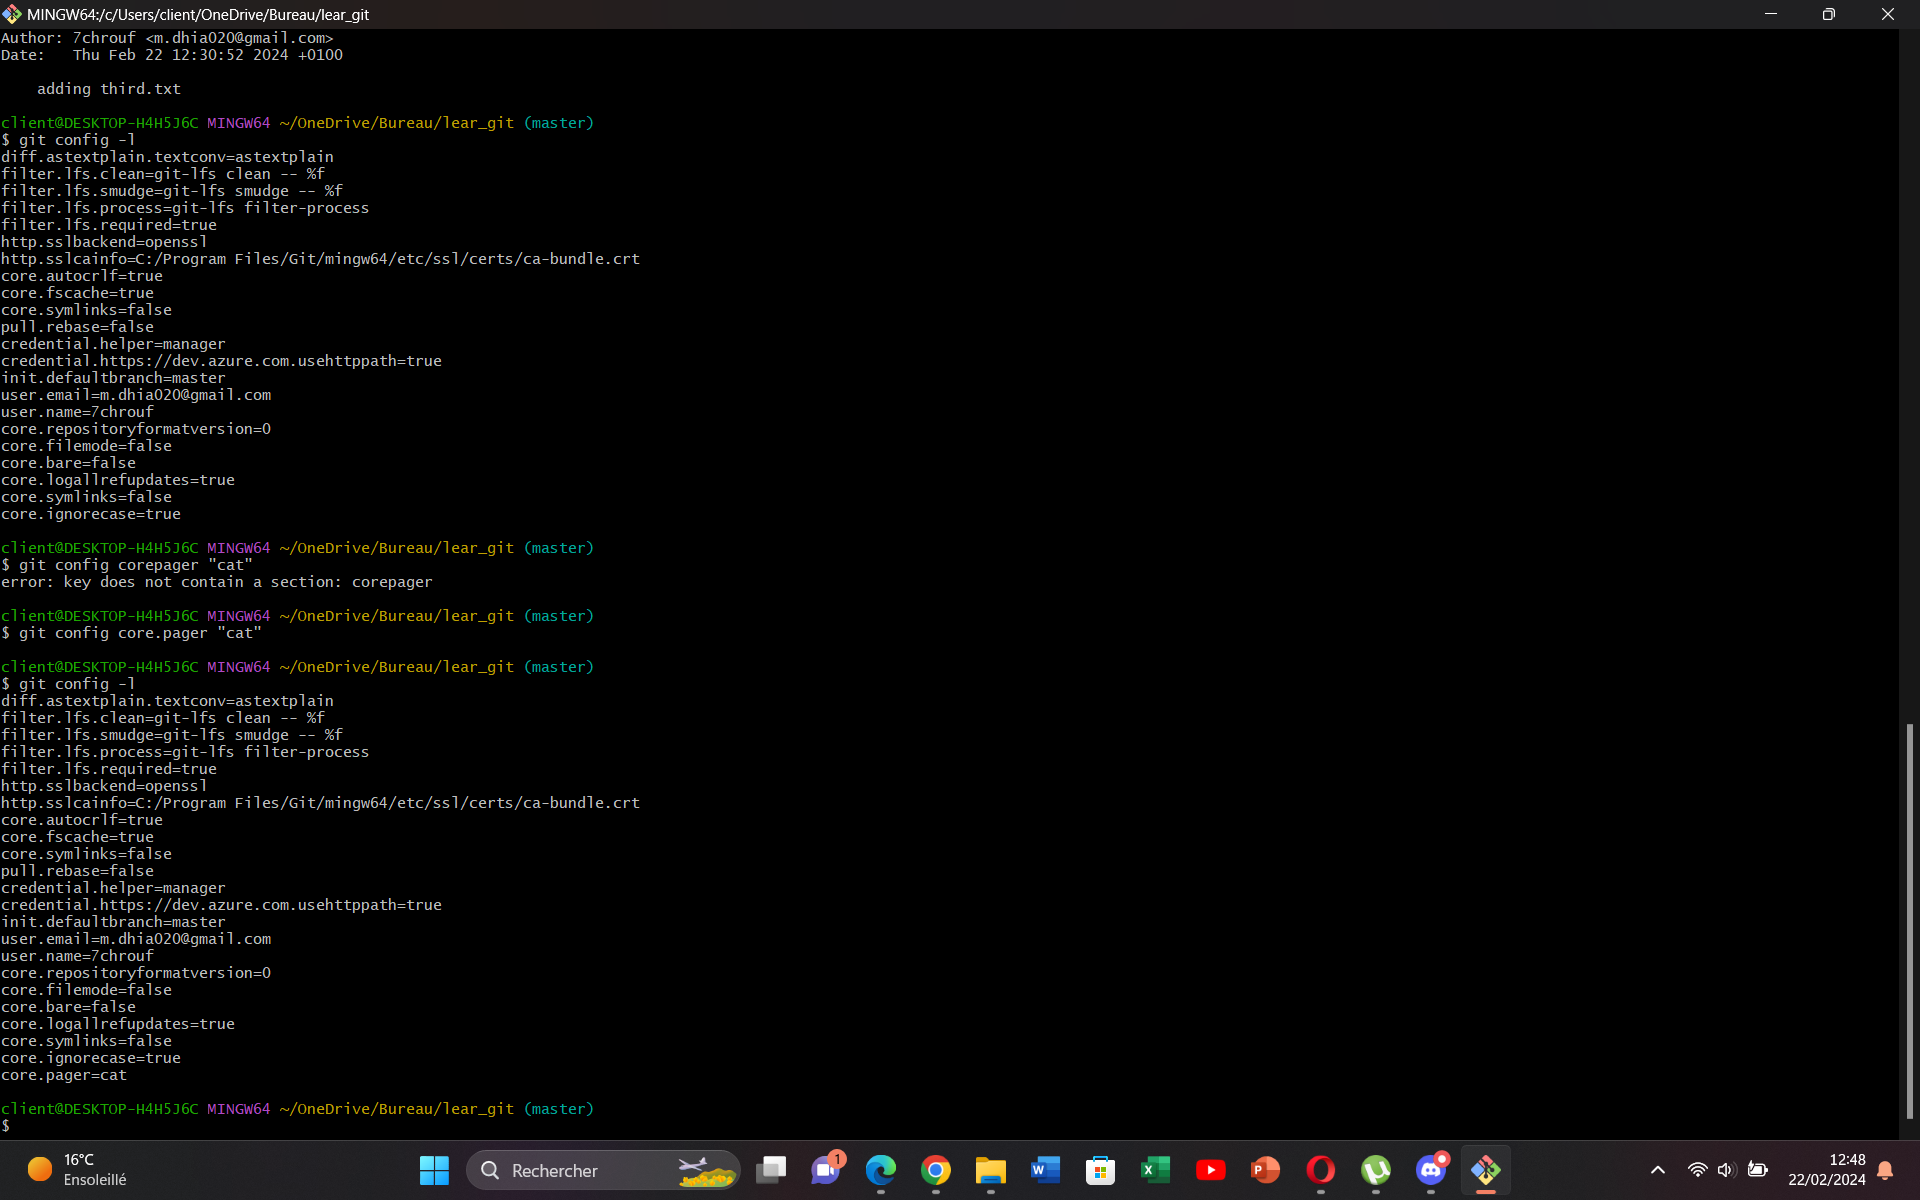 MINGW64:/c/Users/client/OneDrive/Bureau/lear_git
Author: 7chrouf <m.dhia020@gmail.com>
Date:   Thu Feb 22 12:30:52 2024 +0100
    adding third.txt
client@DESKTOP-H4H5J6C MINGW64 ~/OneDrive/Bureau/lear_git (master)
$ git config -l
diff.astextplain.textconv=astextplain
filter.lfs.clean=git-lfs clean -- %f
filter.lfs.smudge=git-lfs smudge -- %f
filter.lfs.process=git-lfs filter-process
filter.lfs.required=true
http.sslbackend=openssl
http.sslcainfo=C:/Program Files/Git/mingw64/etc/ssl/certs/ca-bundle.crt
core.autocrlf=true
core.fscache=true
core.symlinks=false
pull.rebase=false
credential.helper=manager
credential.https://dev.azure.com.usehttppath=true
init.defaultbranch=master
user.email=m.dhia020@gmail.com
user.name=7chrouf
core.repositoryformatversion=0
core.filemode=false
core.bare=false
core.logallrefupdates=true
core.symlinks=false
core.ignorecase=true
client@DESKTOP-H4H5J6C MINGW64 ~/OneDrive/Bureau/lear_git (master)
$ git config corepager "cat"
error: key does not contain a section: corepager
client@DESKTOP-H4H5J6C MINGW64 ~/OneDrive/Bureau/lear_git (master)
$ git config core.pager "cat"
client@DESKTOP-H4H5J6C MINGW64 ~/OneDrive/Bureau/lear_git (master)
$ git config -l
diff.astextplain.textconv=astextplain
filter.lfs.clean=git-lfs clean -- %f
filter.lfs.smudge=git-lfs smudge -- %f
filter.lfs.process=git-lfs filter-process
filter.lfs.required=true
http.sslbackend=openssl
http.sslcainfo=C:/Program Files/Git/mingw64/etc/ssl/certs/ca-bundle.crt
core.autocrlf=true
core.fscache=true
core.symlinks=false
pull.rebase=false
credential.helper=manager
credential.https://dev.azure.com.usehttppath=true
init.defaultbranch=master
user.email=m.dhia020@gmail.com
user.name=7chrouf
core.repositoryformatversion=0
core.filemode=false
core.bare=false
core.logallrefupdates=true
core.symlinks=false
core.ignorecase=true
core.pager=cat
client@DESKTOP-H4H5J6C MINGW64 ~/OneDrive/Bureau/lear_git (master)
$
16°C
Ensoleillé
Rechercher
1
W
X
P
12:48
22/02/2024